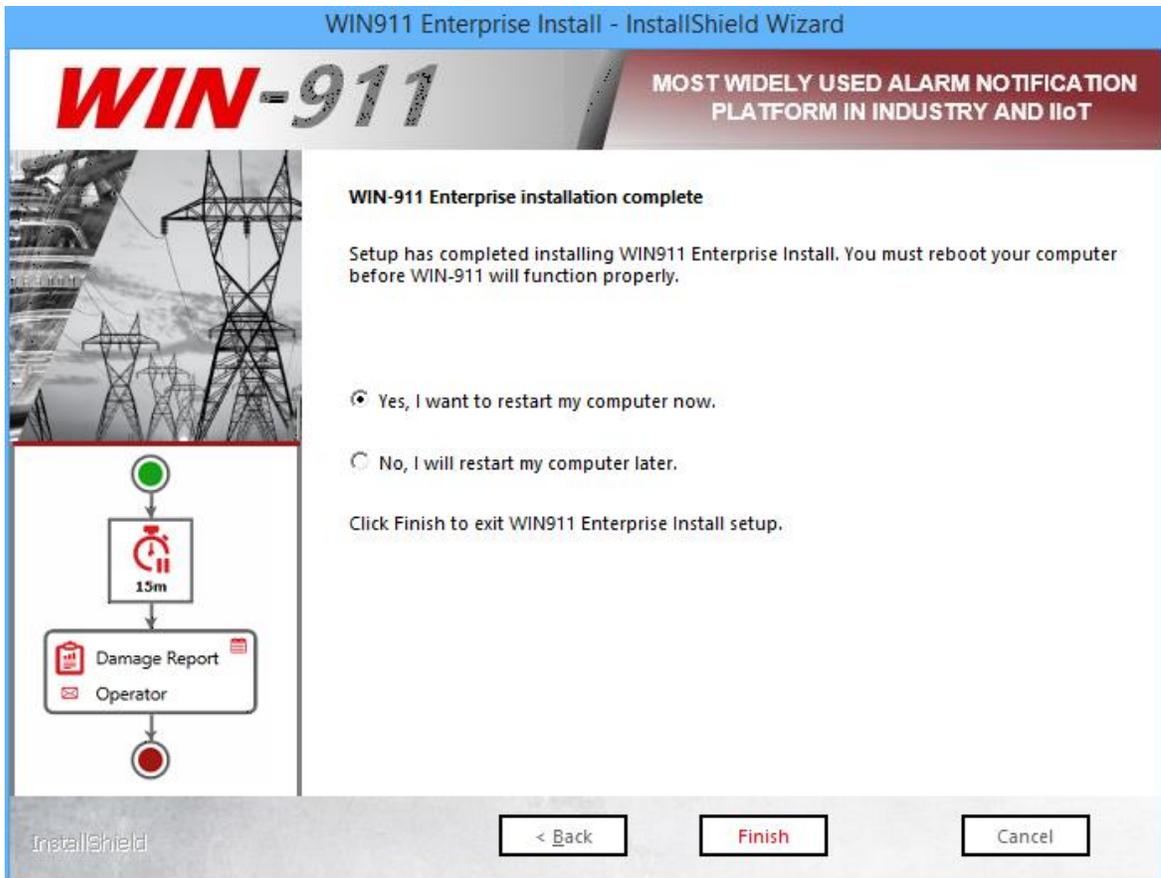 WIN911 Enterprise Install - InstallShield Wizard
WIN-911
MOST WIDELY USED ALARM NOTIFICATION
PLATFORM IN INDUSTRY AND IIoT
WIN-911 Enterprise installation complete
Setup has completed installing WIN911 Enterprise Install. You must reboot your computer
before WIN-911 will function properly.
Yes, I want to restart my computer now.
No, I will restart my computer later.
Click Finish to exit WIN911 Enterprise Install setup.
15m
Damage Report
Operator
InstallShield
< Back
Finish
Cancel